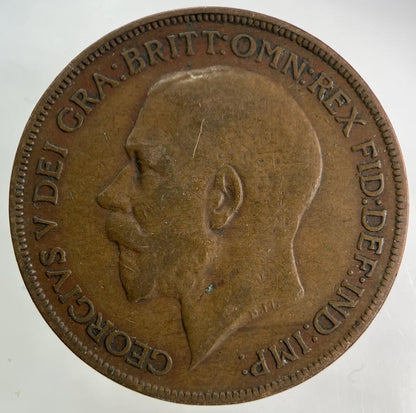 GEORGIVS V DEI GRA: BRITT: OMN: REX FID: DEF: IND: IMP: